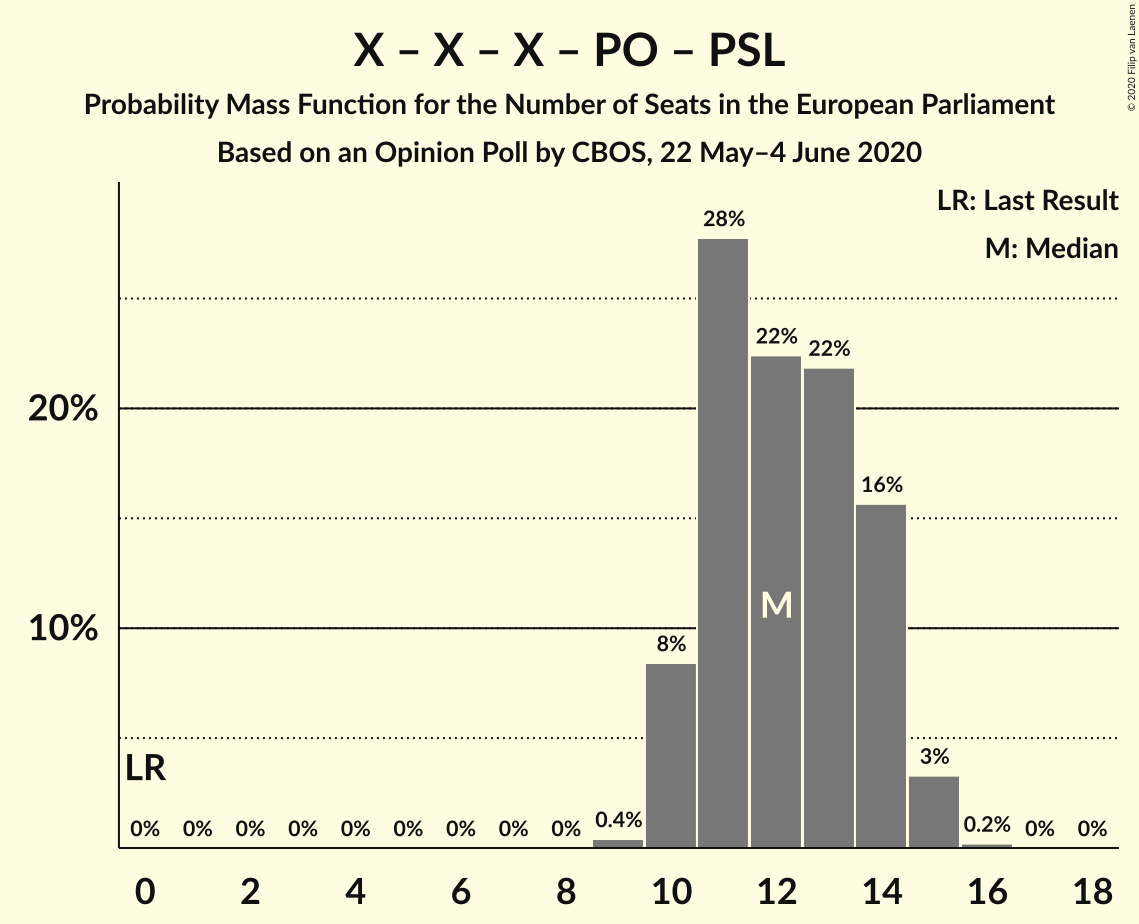 X – X – X – PO – PSL
Probability Mass Function for the Number of Seats in the European Parliament
Based on an Opinion Poll by CBOS, 22 May–4 June 2020
© 2020 Filip van Laenen
LR: Last Result
M: Median
28%
22%
22%
20%
16%
M
10%
8%
LR
3%
0% 0% 0% 0% 0% 0% 0% 0% 0% 0.4% 0.2% 0% 0%
0 2 4 6 8 10 12 14 16 18